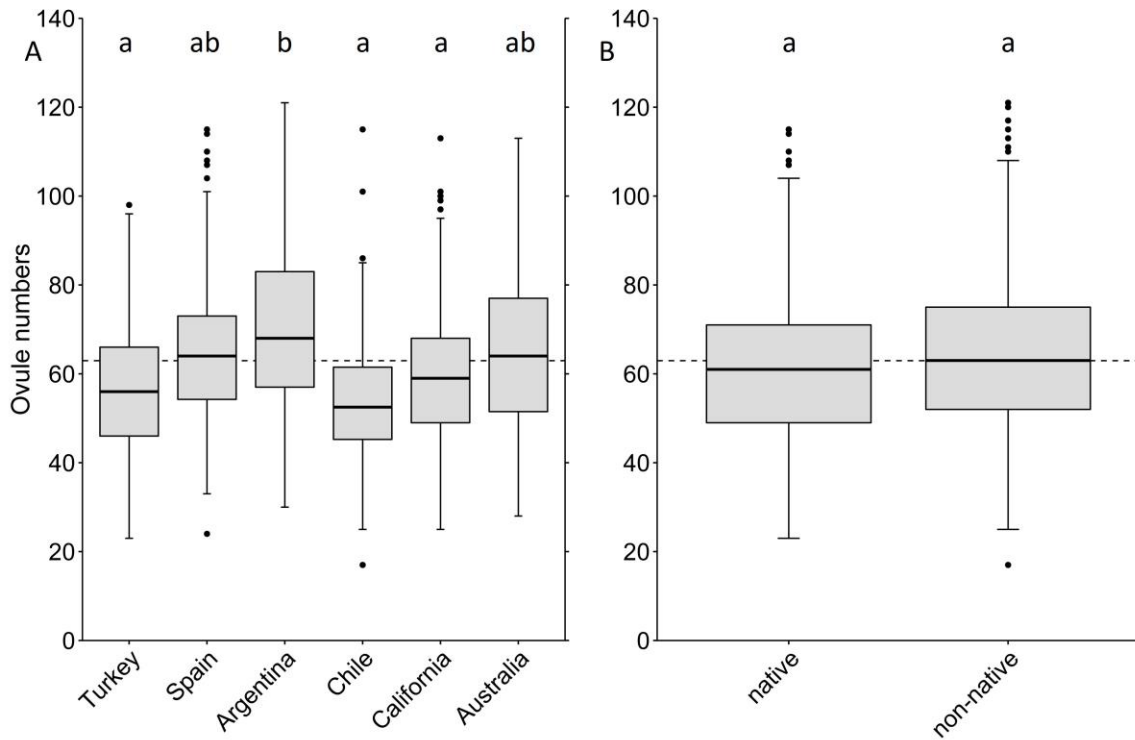 A
a ab b a a ab
B
a a
Ovule numbers
140
120
100
80
60
40
20
0
140
120
100
80
60
40
20
0
Turkey
Spain
Argentina
Chile
California
Australia
native
non-native